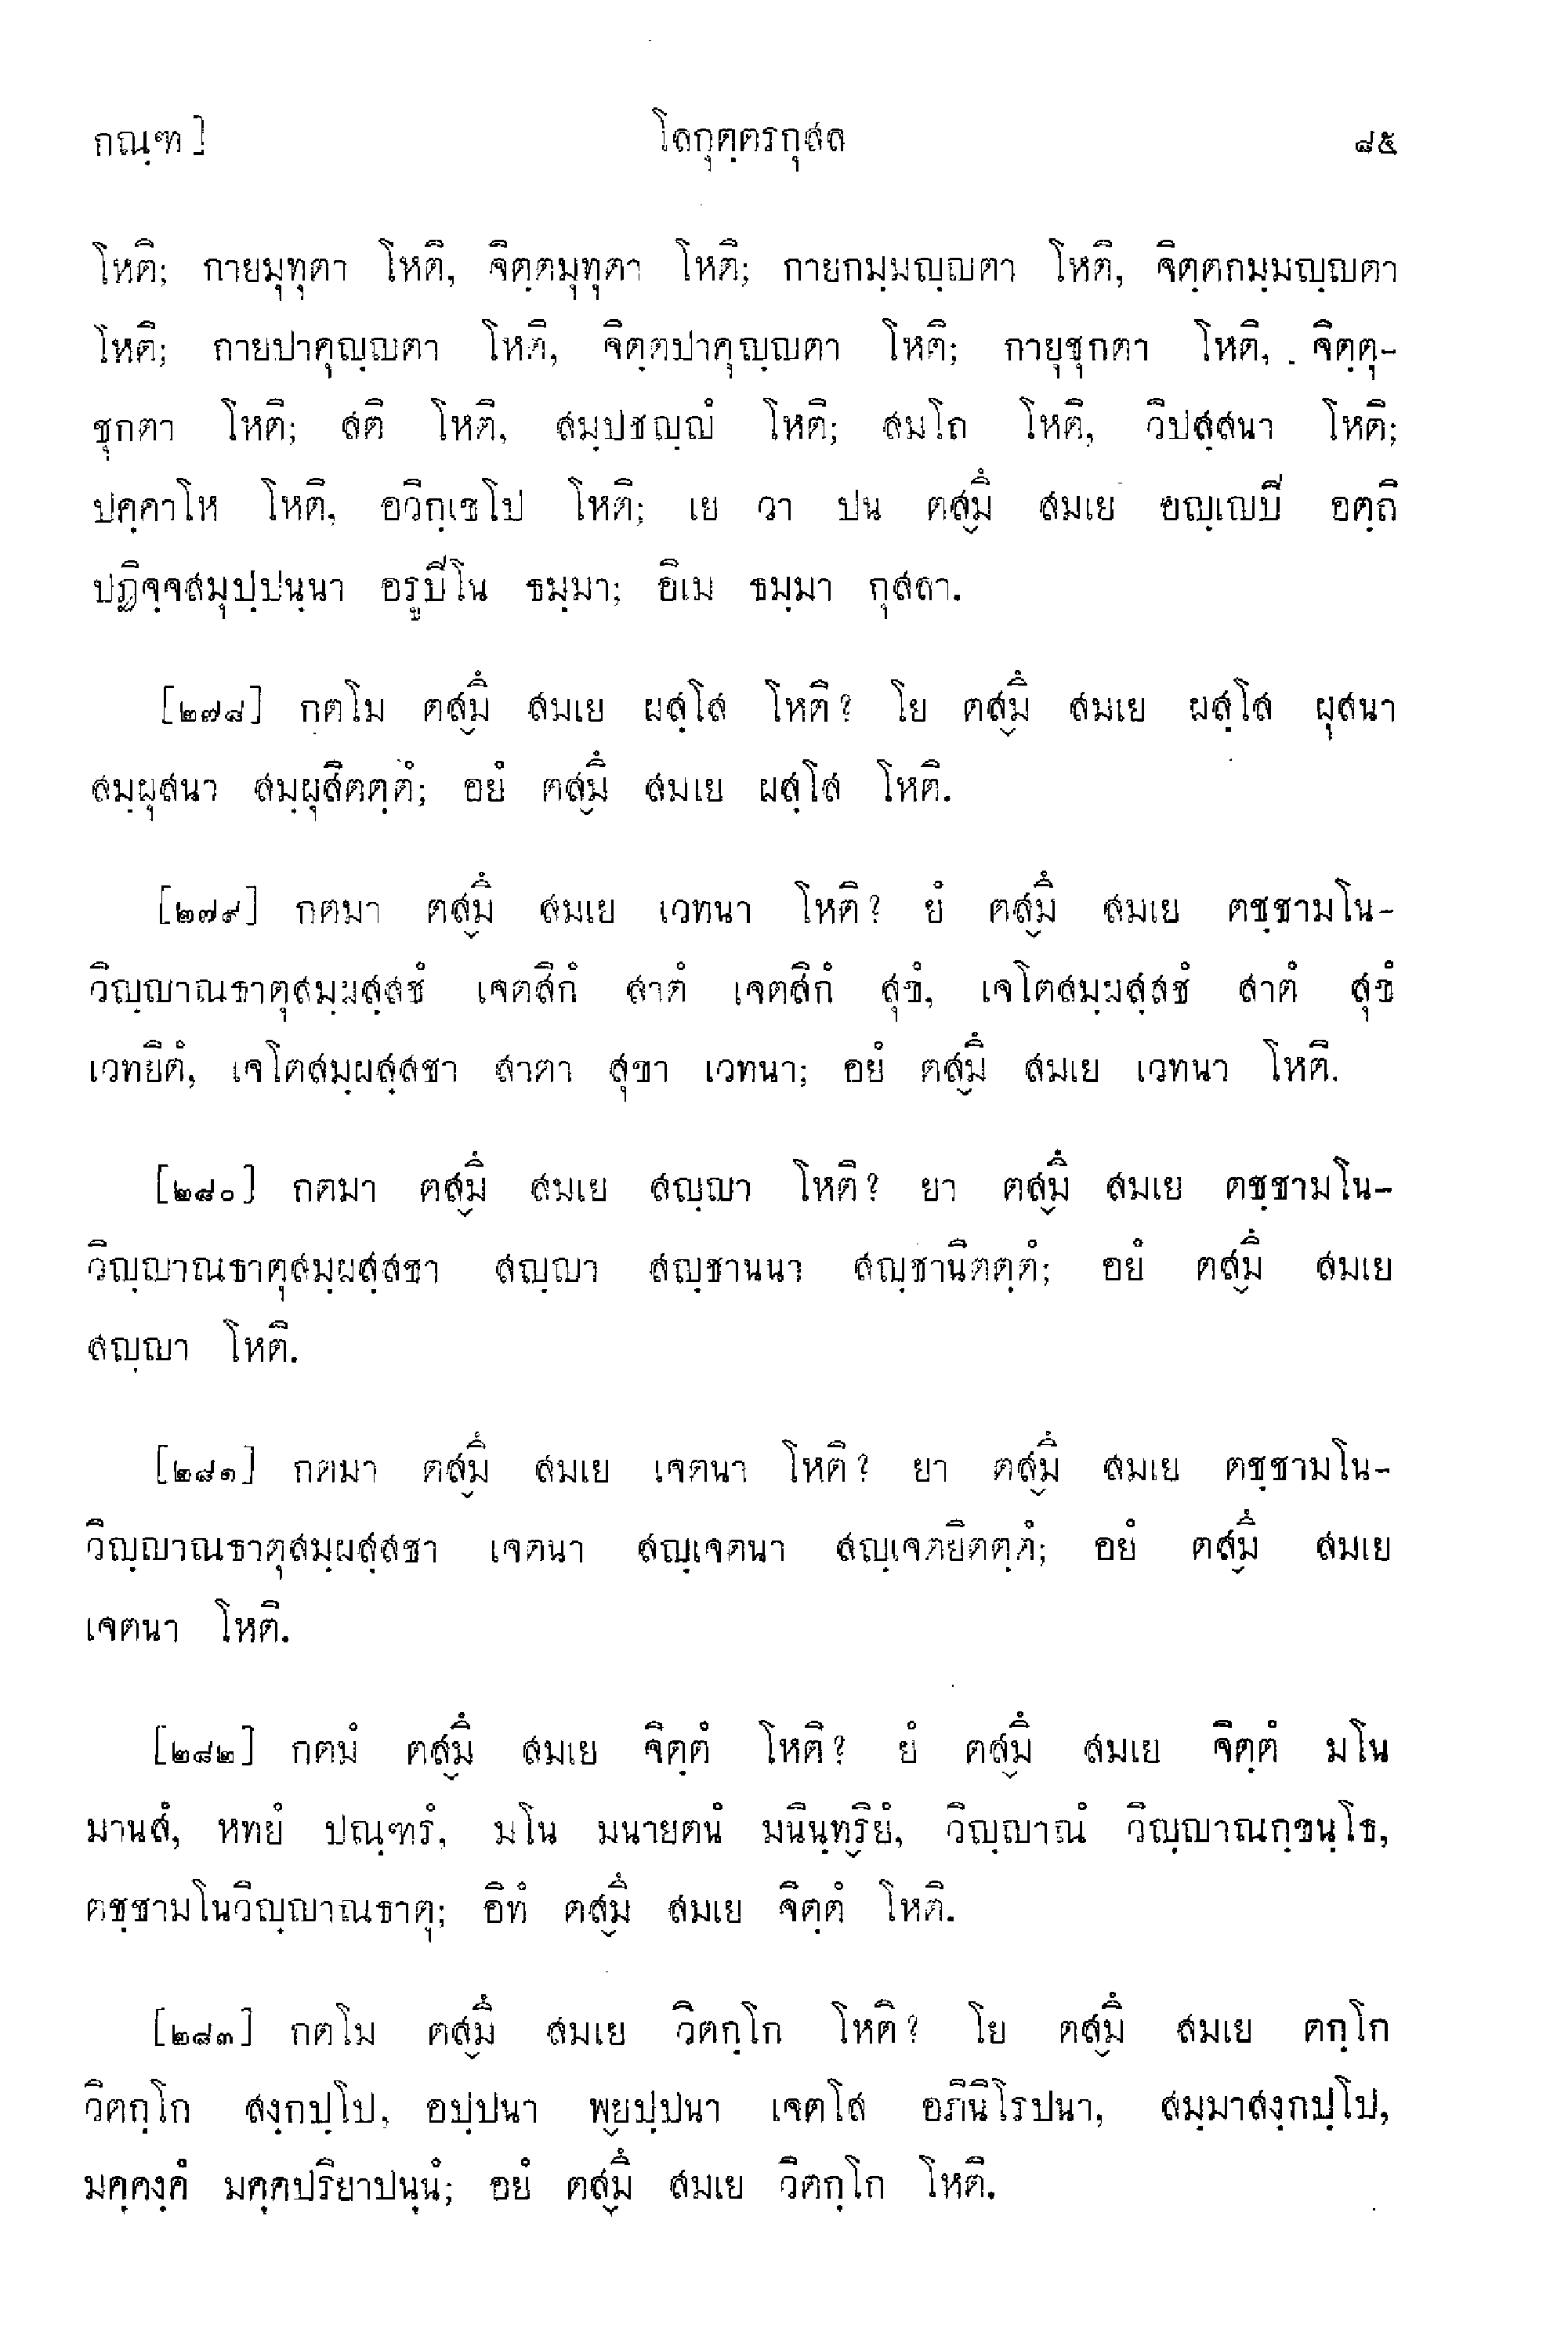 กณฺฑ]	โลกุตฺตรกุสล	๘๕
โหติ; กายมุทุตา โหติ, จิตฺตมุทุตา โหติ; กายกมฺมญฺญตา โหติ, จิตฺตกมฺมญฺญตา
โหติ; กายปาคุญฺญตา โหติ, จิตฺตปาคุญฺญตา โหติ; กายุชุกตา โหติ, จิตฺตุ-
ชุกตา โหติ; สติ โหติ, สมฺปชญฺญํ โหติ; สมโถ โหติ, วิปสฺสนา โหติ;
ปคฺคาโห โหติ, อวิกฺเขโป โหติ; เย วา ปน ตสฺมิํ สมเย อญฺเญปี อตฺถิ
ปฏิจฺจสมุปฺปนฺนา อรูปีโน ธมฺมา; อิเม ธมฺมา กุสลา.
[๒๗๘] กตโม ตสฺมิํ สมเย ผสฺโส โหติ? โย ตสฺมิํ สมเย ผสฺโส ผุสนา
สมฺผุสนา สมฺผุสิตตฺตํ; อยํ ตสฺมิํ สมเย ผสฺโส โหติ.
[๒๗๙] กตมา ตสฺมิํ สมเย เวทนา โหติ? ยํ ตสฺมิํ สมเย ตชฺชามโน-
วิญฺญาณธาตุสมฺผสฺสชํ เจตสิกํ สาตํ เจตสิกํ สุขํ, เจโตสมฺผสฺสชํ สาตํ สุขํ
เวทยิตํ, เจโตสมฺผสฺสชา สาตา สุขา เวทนา; อยํ ตสฺมิํ สมเย เวทนา โหติ.
[๒๘๐] กตมา ตสฺมิํ สมเย สญฺญา โหติ? ยา ตสฺมิํ สมเย ตชฺชามโน-
วิญฺญาณธาตุสมฺผสฺสชา สญฺญา สญฺชานนา สญฺชานิตตฺตํ; อยํ ตสฺมิํ สมเย
สญฺญา โหติ.
[๒๘๑] กตมา ตสฺมิํ สมเย เจตนา โหติ? ยา ตสฺมิํ สมเย ตชฺชามโน-
วิญฺญาณธาตุสมฺผสฺสชา เจตนา สญฺเจตนา สญฺเจตยิตตฺตํ; อยํ ตสฺมิํ สมเย
เจตนา โหติ.
[๒๘๒] กตมํ ตสฺมิํ สมเย จิตฺตํ โหติ? ยํ ตสฺมิํ สมเย จิตฺตํ มโน
มานสํ, หทยํ ปณฺฑรํ, มโน มนายตนํ มนินฺทฺริยํ, วิญฺญาณํ วิญฺญาณกฺขนฺโธ,
ตชฺชามโนวิญฺญาณธาตุ; อิทํ ตสฺมิํ สมเย จิตฺตํ โหติ.
[๒๘๓] กตโม ตสฺมิํ สมเย วิตกฺโก โหติ? โย ตสฺมิํ สมเย ตกฺโก
วิตกฺโก สงฺกปฺโป, อปฺปนา พฺยปฺปนา เจตโส อภินิโรปนา, สมฺมาสงฺกปฺโป,
มคฺคงฺคํ มคฺคปริยาปนฺนํ; อยํ ตสฺมิํ สมเย วิตกฺโก โหติ.